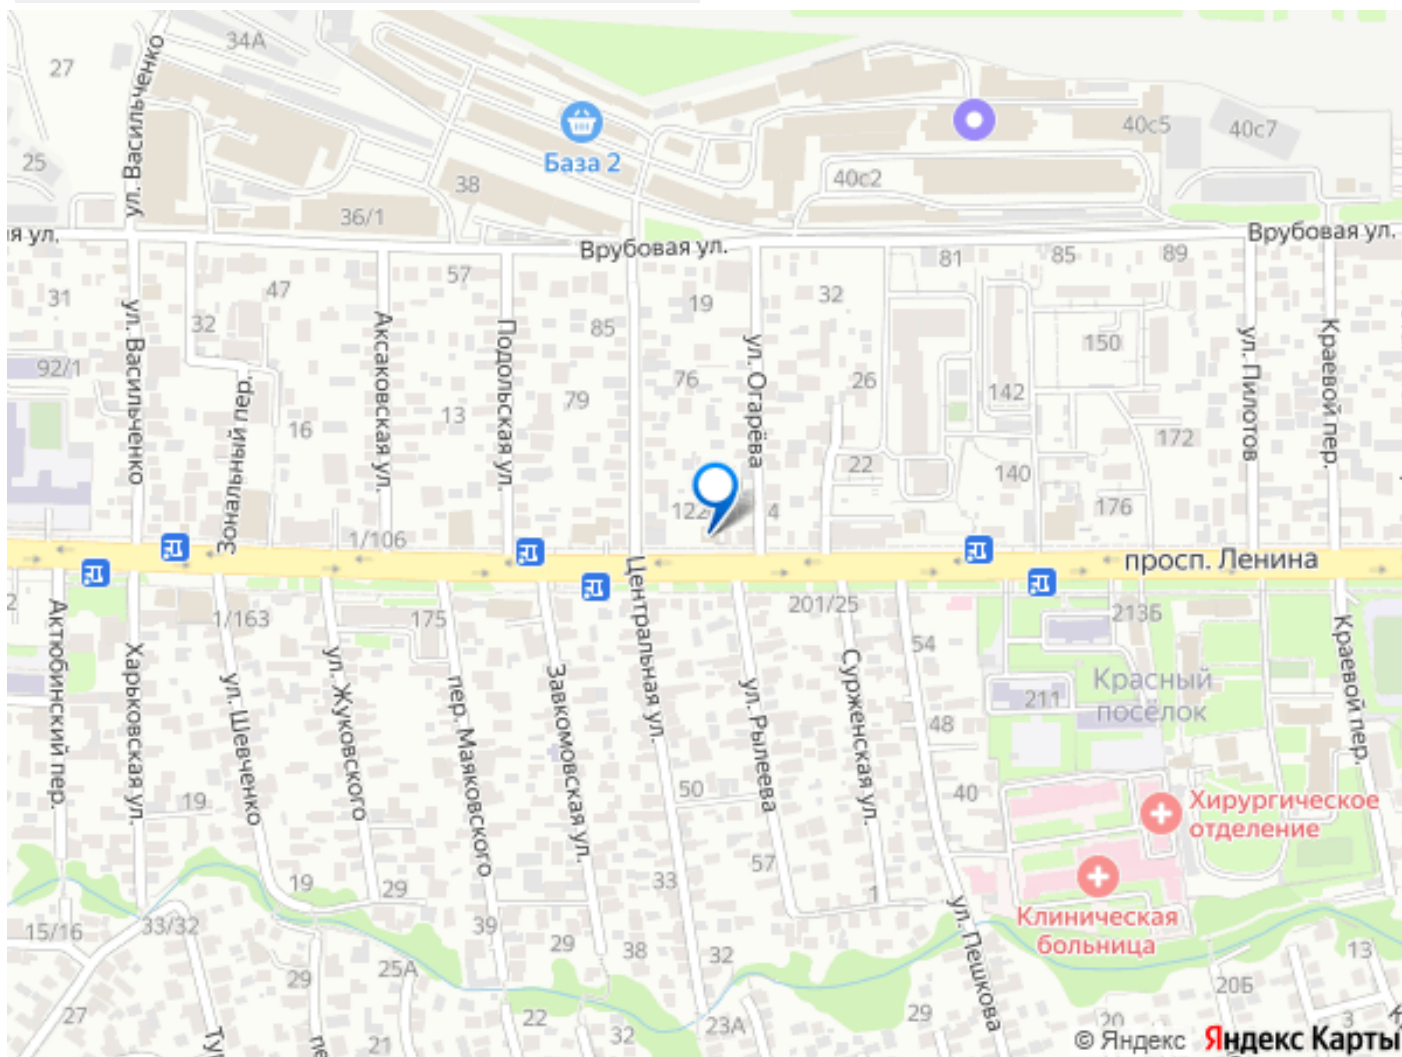 34А
27
ул. Васильченко
База 2
40с5
40с7
25
38
40с2
36/1
я ул.
Врубовая ул.
Врубовая ул.
57
81
85
89
31
47
19
32
ул. Васильченко
32
Аксаковская ул.
Подольская ул.
85
ул. Огарёва
150
ул. Пилотов
Краевой пер.
92/1
Зональный пер.
76
26
142
79
13
16
172
22
140
176
122
4
1/106
просп. Ленина
2
Актюбинский пер.
Харьковская ул.
1/163
ул. Шевченко
ул. Жуковского
175
пер. Маяковского
Завкомовская ул.
Центральная ул.
ул. Рылеева
201/25
Сурженская ул.
54
213Б
Краевой пер.
Красный
посёлок
211
48
50
40
19
Хирургическое
отделение
57
33
19
29
1
ул. Пешкова
Клиническая
больница
15/16
33/32
39
29
38
32
13
25А
29
20Б
27
22
32
23А
29
20
3
21
© Яндекс Яндекс Карты